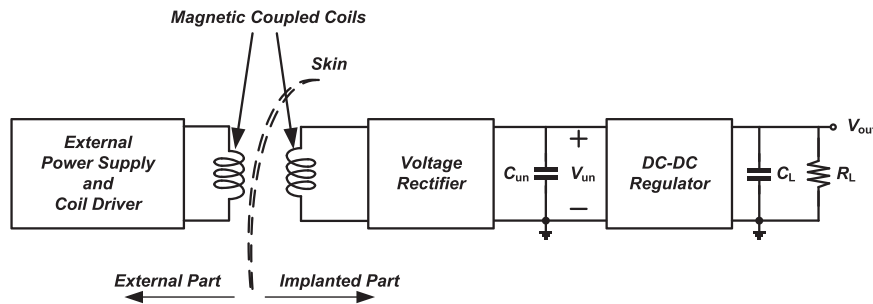 Magnetic Coupled Coils
Skin
External
Power Supply
and
Coil Driver
Voltage
Rectifier
Cun
+
Vun
−
DC-DC
Regulator
CL
RL
Vou
External Part
Implanted Part